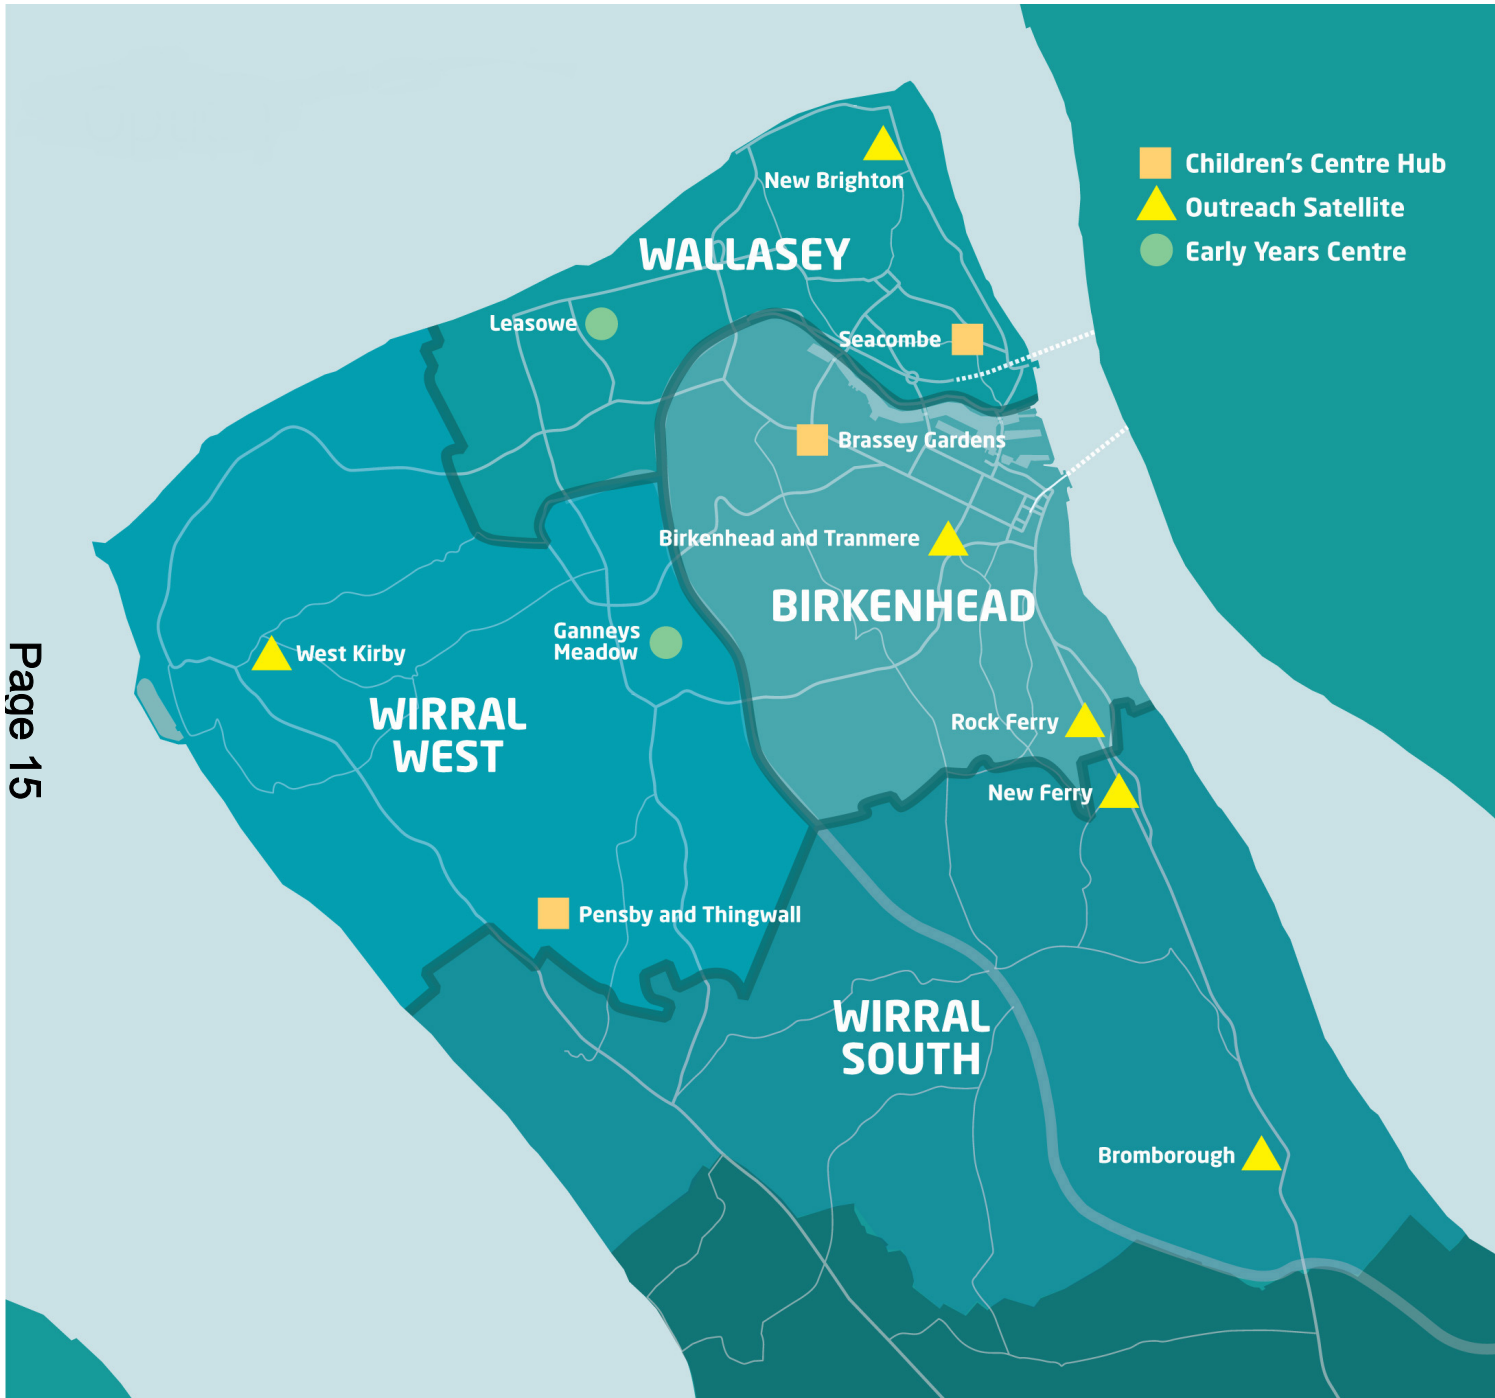 Children's Centre Hub
Outreach Satellite
Early Years Centre
New Brighton
WALLASEY
Leasowe
Seacombe
Brassey Gardens
Birkenhead and Tranmere
BIRKENHEAD
Ganneys
Meadow
West Kirby
WIRRAL
WEST
Rock Ferry
New Ferry
Pensby and Thingwall
WIRRAL
SOUTH
Bromborough
Page 15